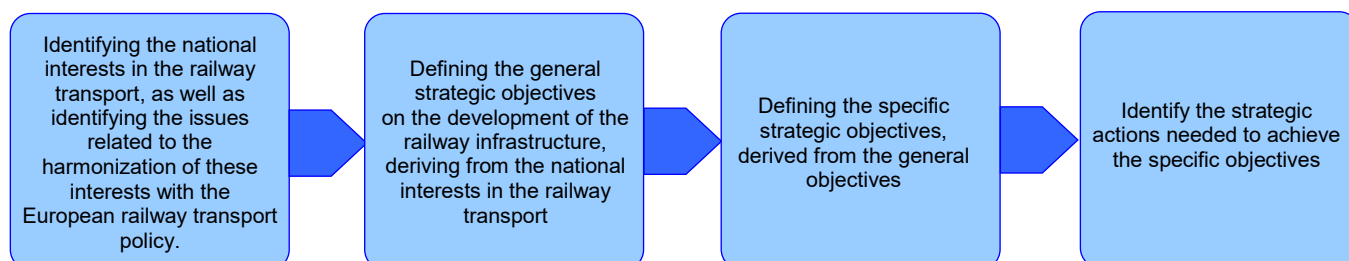 Identifying the national
interests in the railway
transport, as well as
identifying the issues
related to the
harmonization of these
interests with the
European railway transport
policy.
Defining the general
strategic objectives
on the development of the
railway infrastructure,
deriving from the national
interests in the railway
transport
Defining the specific
strategic objectives,
derived from the general
objectives
Identify the strategic
actions needed to achieve
the specific objectives